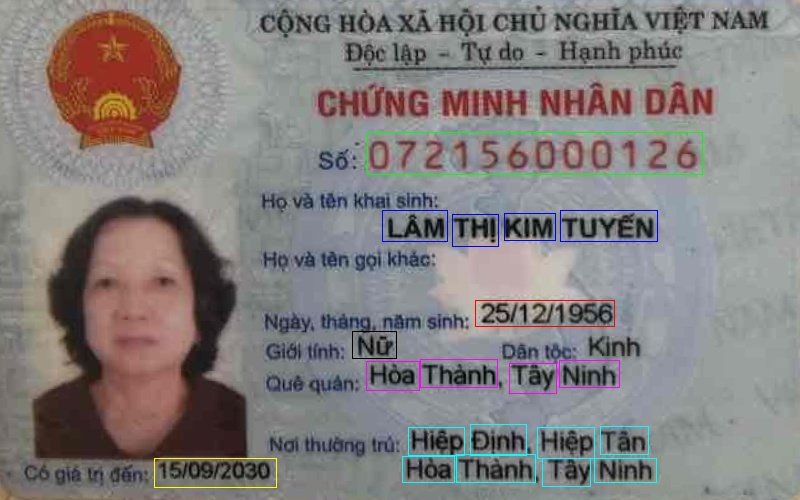 CỘNG HÒA XÃ HỘI CHỦ NGHĨA VIỆT NAM
Độc lập - Tự do - Hạnh phúc
CHỨNG MINH NHÂN DÂN
Số: 072156000126
Họ và tên khai sinh:
LÂM THỊ KIM TUYẾN
Họ và tên gọi khác:
Ngày, tháng, năm sinh: 25/12/1956
Giới tính: Nữ Dân tộc: Kinh
Quê quán: Hòa Thành, Tây Ninh
Nơi thường trú: Hiệp Định, Hiệp Tân
Hòa Thành, Tây Ninh
Có giá trị đến: 15/09/2030